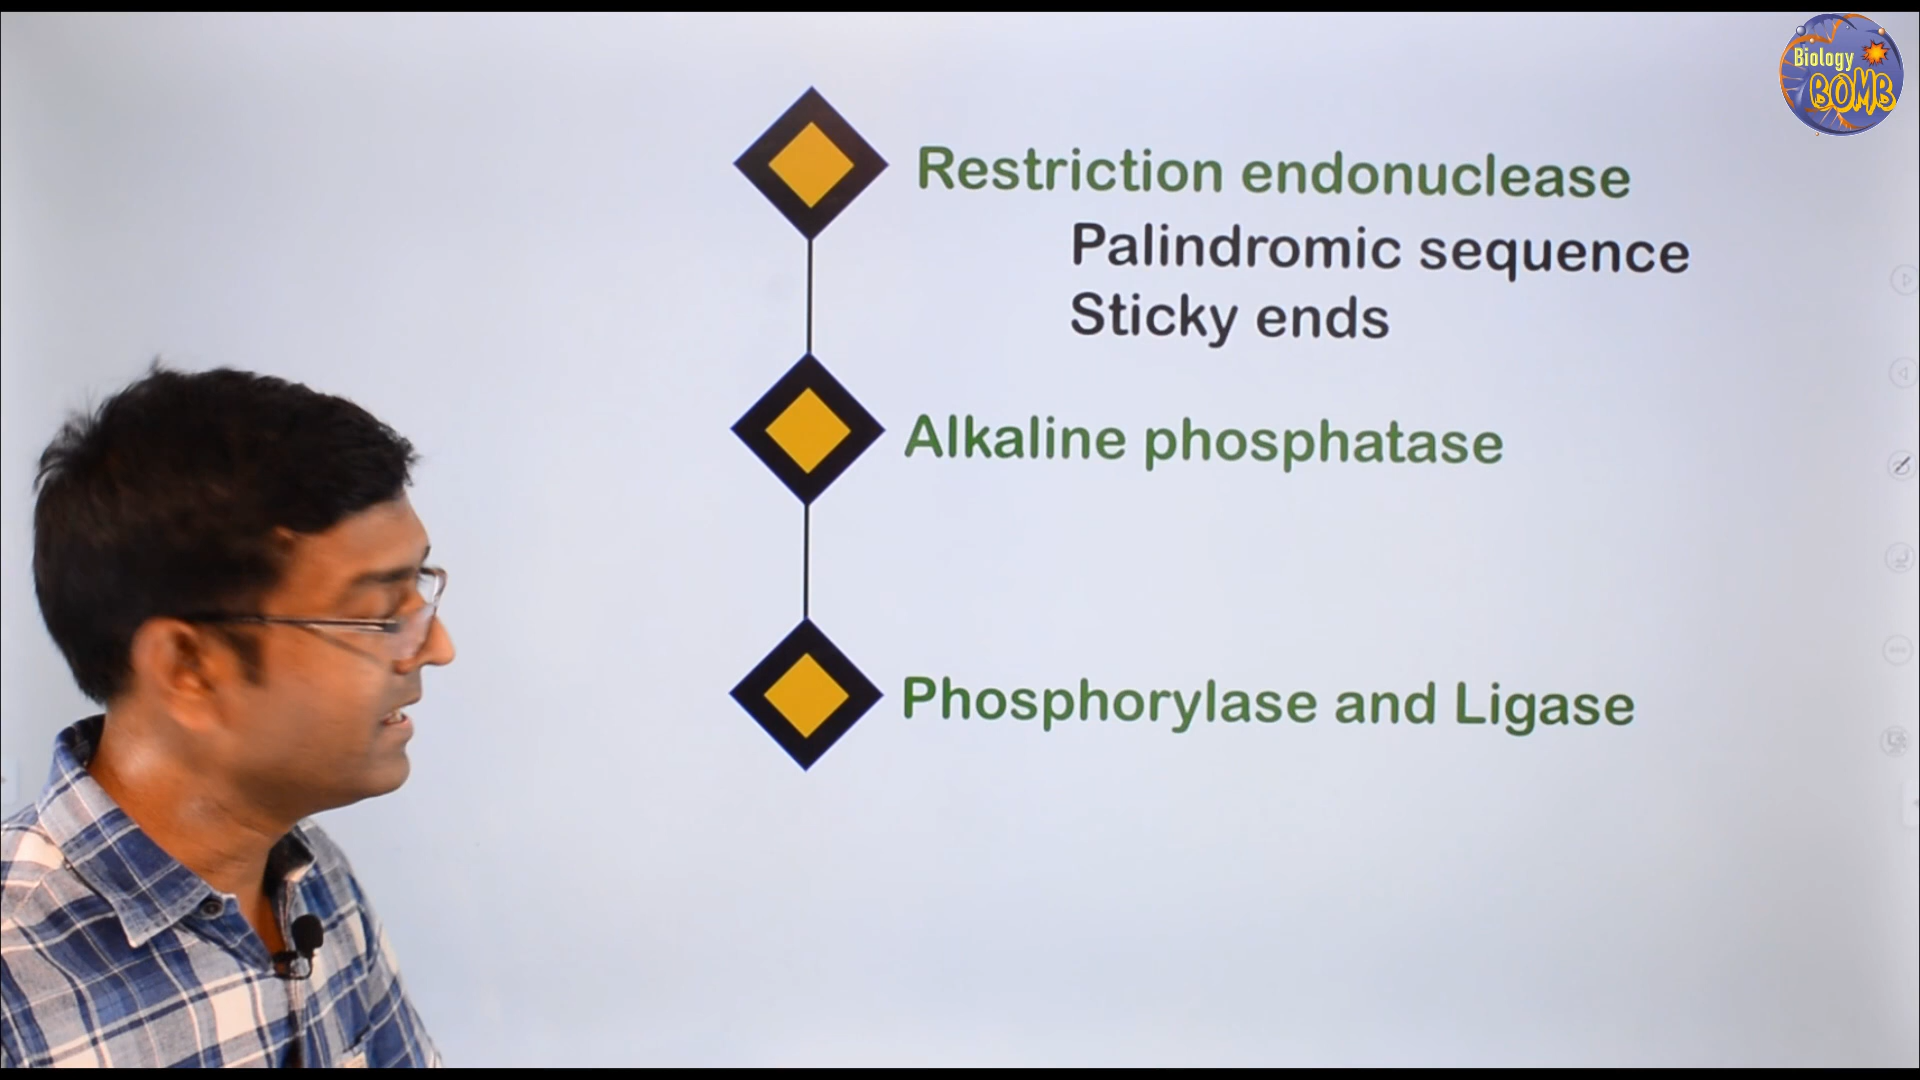 Biology
BOMB
Restriction endonuclease
Palindromic sequence
Sticky ends
Alkaline phosphatase
Phosphorylase and Ligase